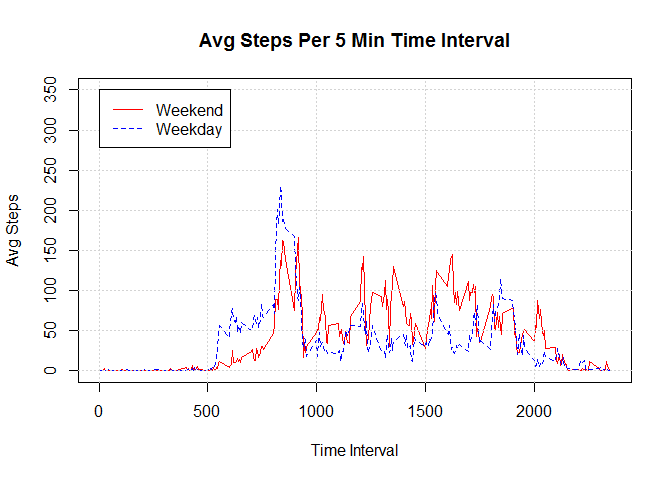 Avg Steps Per 5 Min Time Interval
350
300
250
200
150
100
50
0
Avg Steps
Weekend
Weekday
0 500 1000 1500 2000
Time Interval